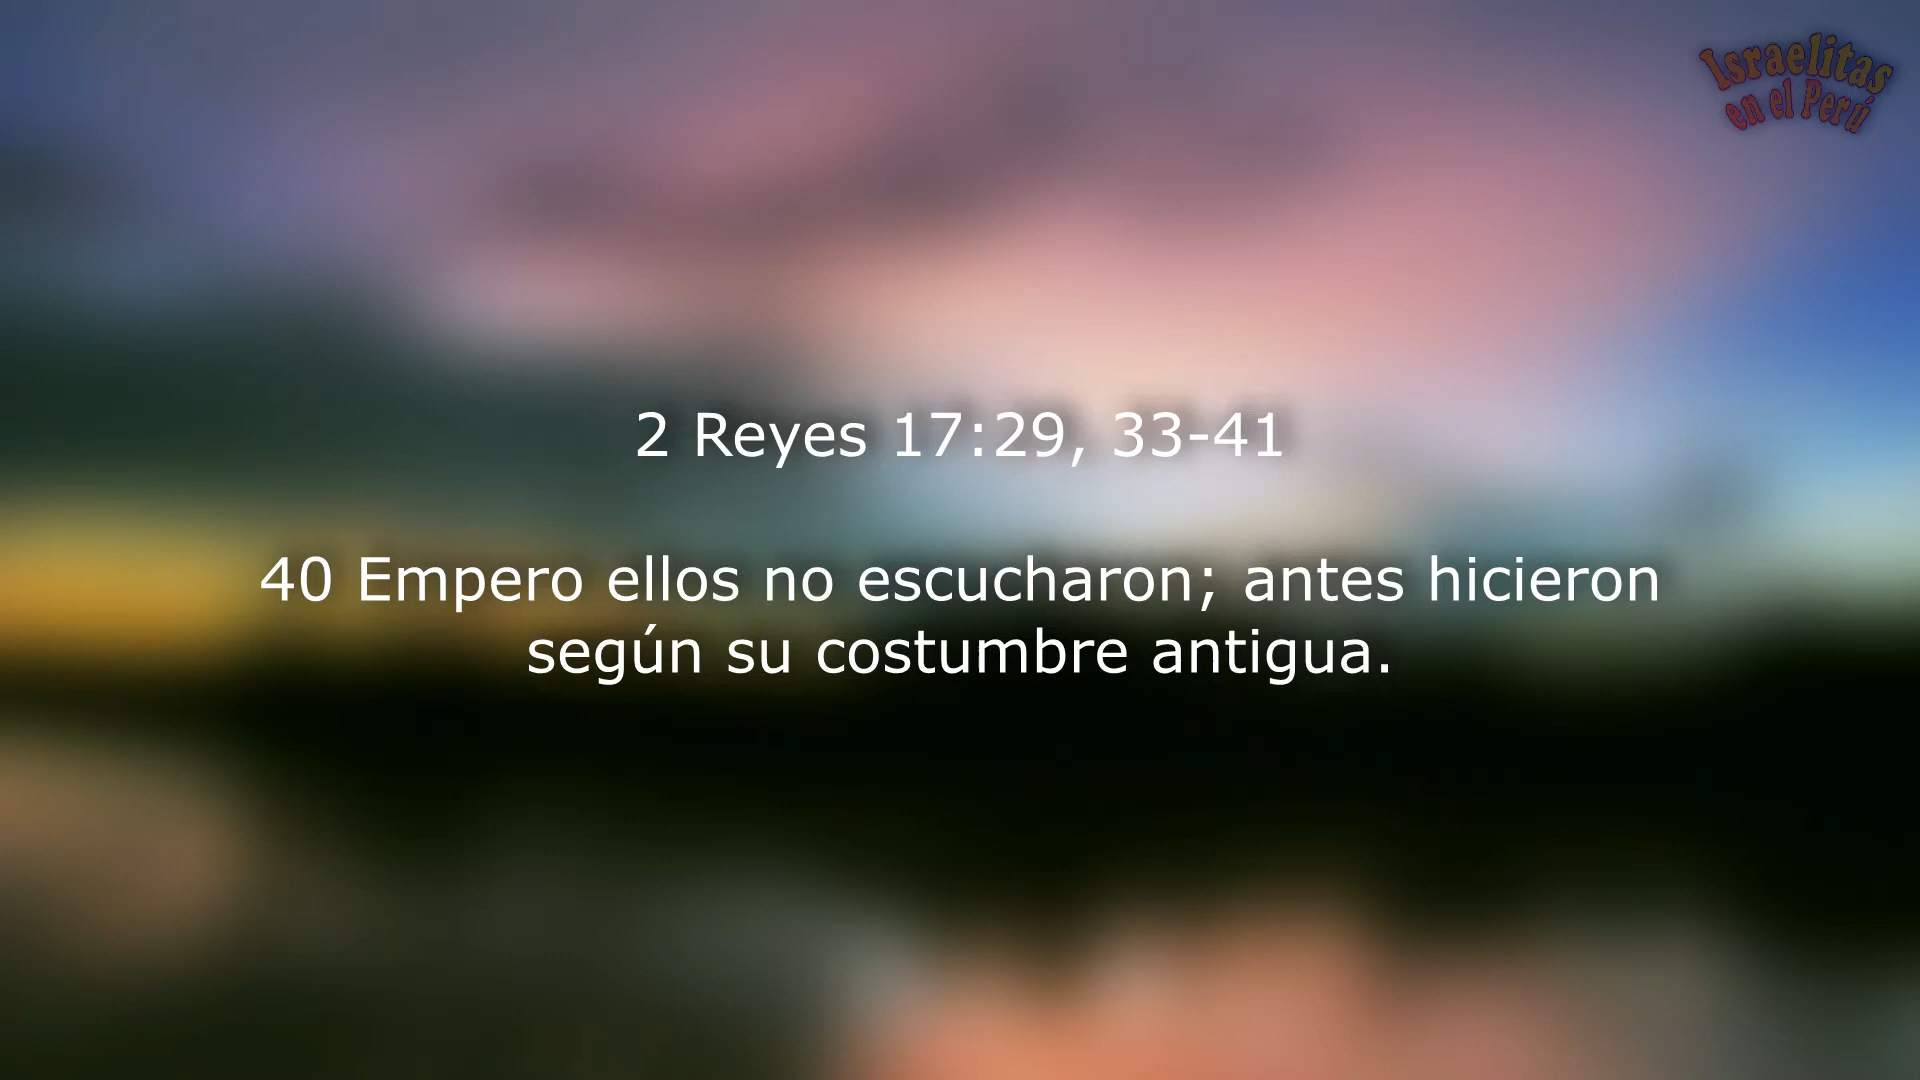 Israelitas
en el Perú
2 Reyes 17:29, 33-41
40 Empero ellos no escucharon; antes hicieron
según su costumbre antigua.